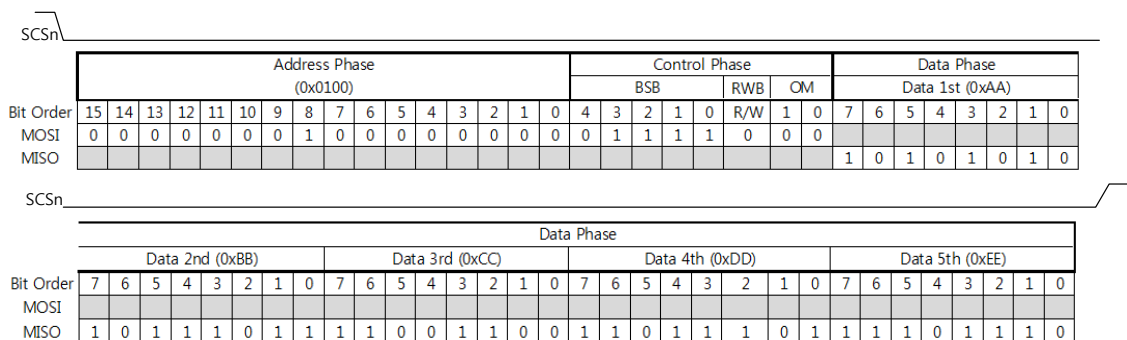 SCSn
Address Phase Control Phase Data Phase
(0x0100) BSB RWB OM Data 1st (0xAA)
Bit Order 15 14 13 12 11 10 9 8 7 6 5 4 3 2 1 0 4 3 2 1 0 R/W 1 0 7 6 5 4 3 2 1 0
MOSI 0 0 0 0 0 0 0 1 0 0 0 0 0 0 0 0 0 1 1 1 1 0 0 0
MISO 1 0 1 0 1 0 1 0
SCSn
Data Phase
Data 2nd (0xBB) Data 3rd (0xCC) Data 4th (0xDD) Data 5th (0xEE)
Bit Order 7 6 5 4 3 2 1 0 7 6 5 4 3 2 1 0 7 6 5 4 3 2 1 0 7 6 5 4 3 2 1 0
MOSI
MISO 1 0 1 1 1 0 1 1 1 1 0 0 1 1 0 0 1 1 0 1 1 1 0 1 1 1 1 0 1 1 1 0